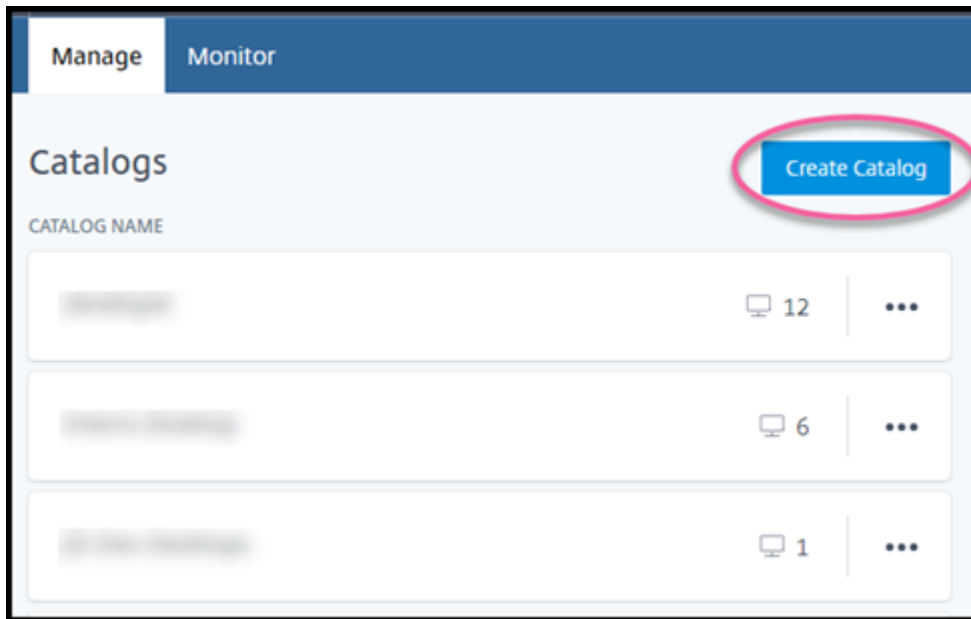 Manage Monitor
Catalogs
Create Catalog
CATALOG NAME
12
•••
6
•••
1
•••